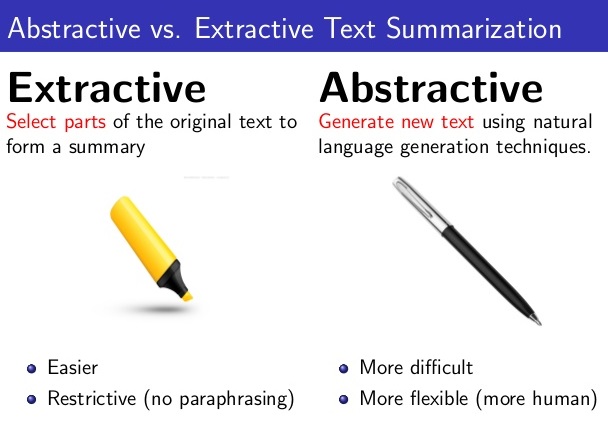 Abstractive vs. Extractive Text Summarization
Extractive
Select parts of the original text to
form a summary
Easier
Restrictive (no paraphrasing)
Abstractive
Generate new text using natural
language generation techniques.
More difficult
More flexible (more human)